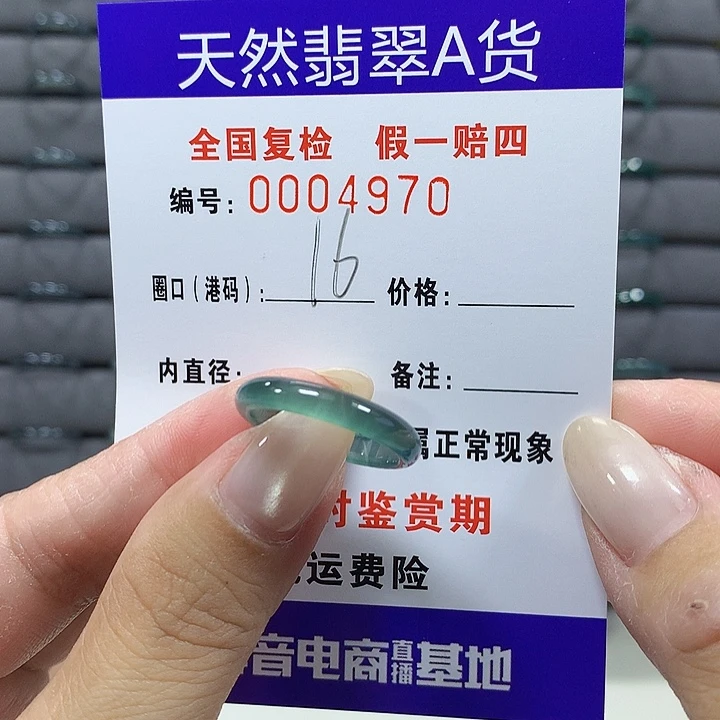 天然翡翠A货
全国复检 假一赔四
编号: 0004970
圈口(港码): 16 价格:
内直径: 备注:
属正常现象
时鉴赏期
运费险
音电商直播基地